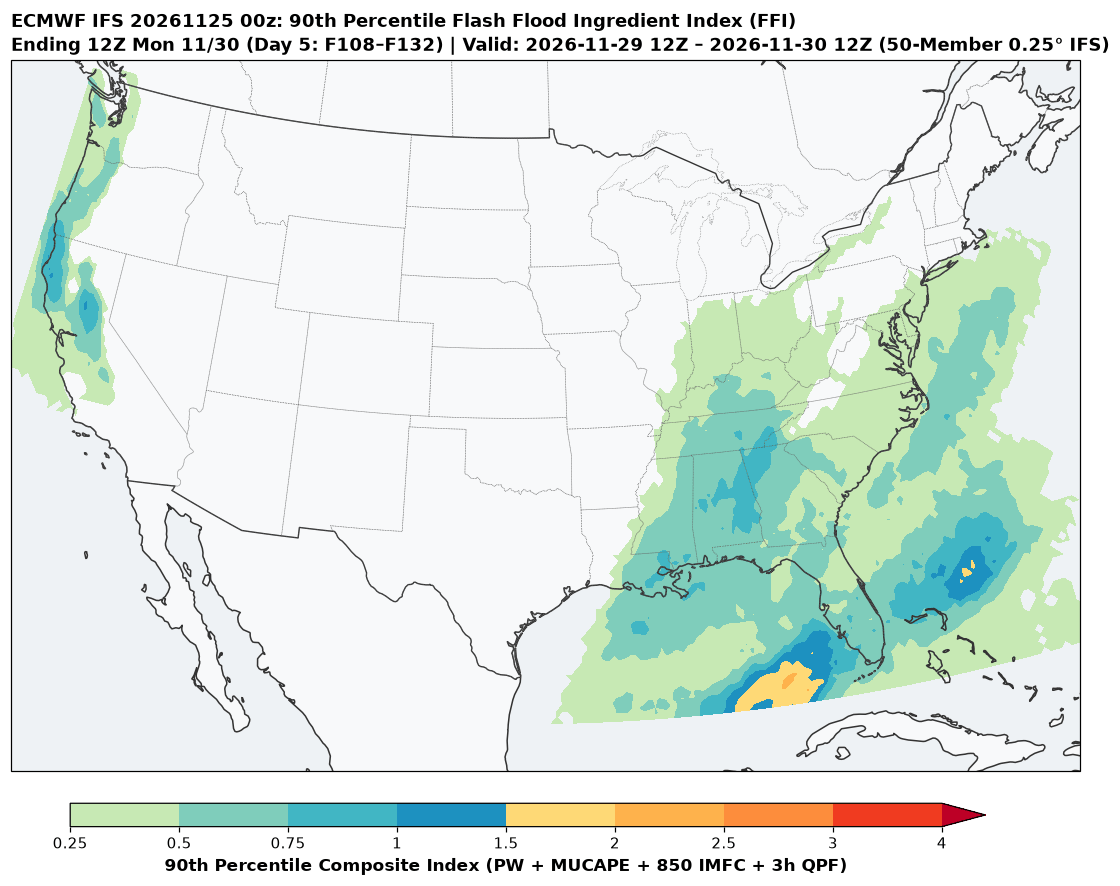 ECMWF IFS 20261125 00z: 90th Percentile Flash Flood Ingredient Index (FFI)
Ending 12Z Mon 11/30 (Day 5: F108–F132) | Valid: 2026-11-29 12Z – 2026-11-30 12Z (50-Member 0.25° IFS)
0.25 0.5 0.75 1 1.5 2 2.5 3 4
90th Percentile Composite Index (PW + MUCAPE + 850 IMFC + 3h QPF)